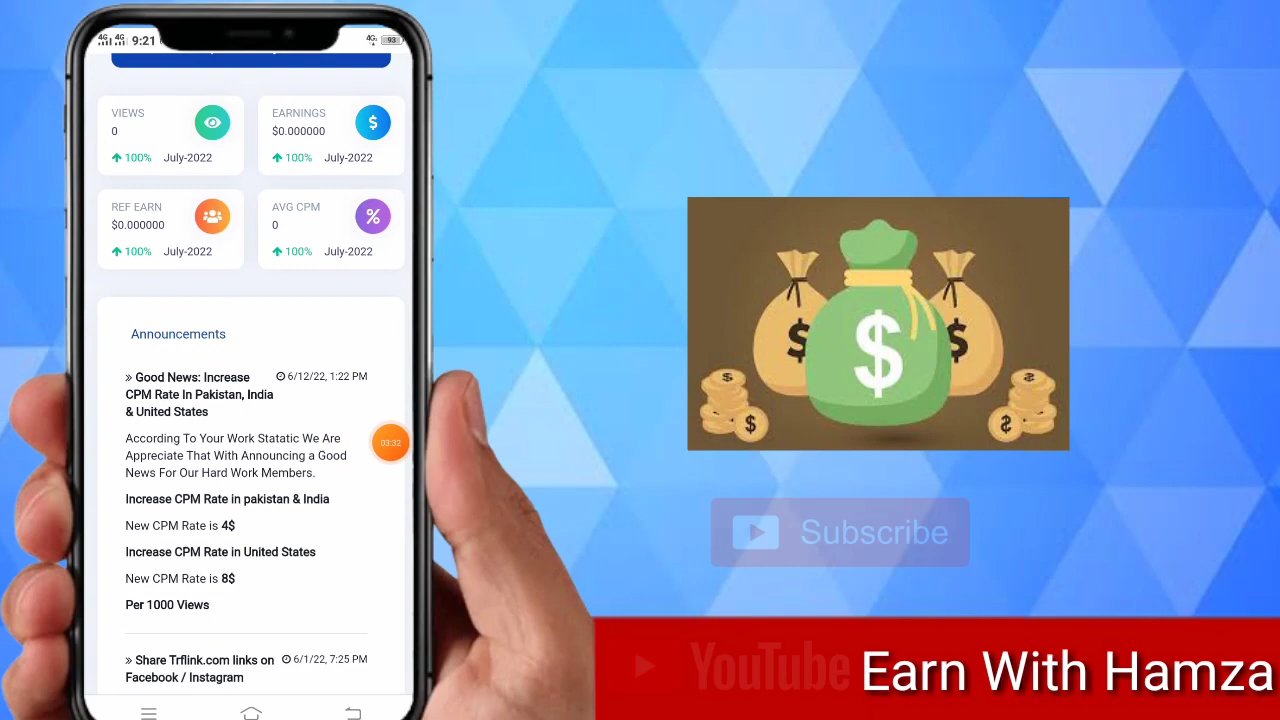 4G 4G 9:21 4G 93
VIEWS
0
100% July-2022
EARNINGS
$0.000000
100% July-2022
REF EARN
$0.000000
100% July-2022
AVG CPM
0
100% July-2022
Announcements
» Good News: Increase 6/12/22, 1:22 PM
CPM Rate In Pakistan, India
& United States
According To Your Work Statatic We Are
Appreciate That With Announcing a Good
News For Our Hard Work Members.
Increase CPM Rate in pakistan & India
New CPM Rate is 4$
Increase CPM Rate in United States
New CPM Rate is 8$
Per 1000 Views
» Share Trflink.com links on 6/1/22, 7:25 PM
Facebook / Instagram
03:32
Subscribe
YouTube Earn With Hamza